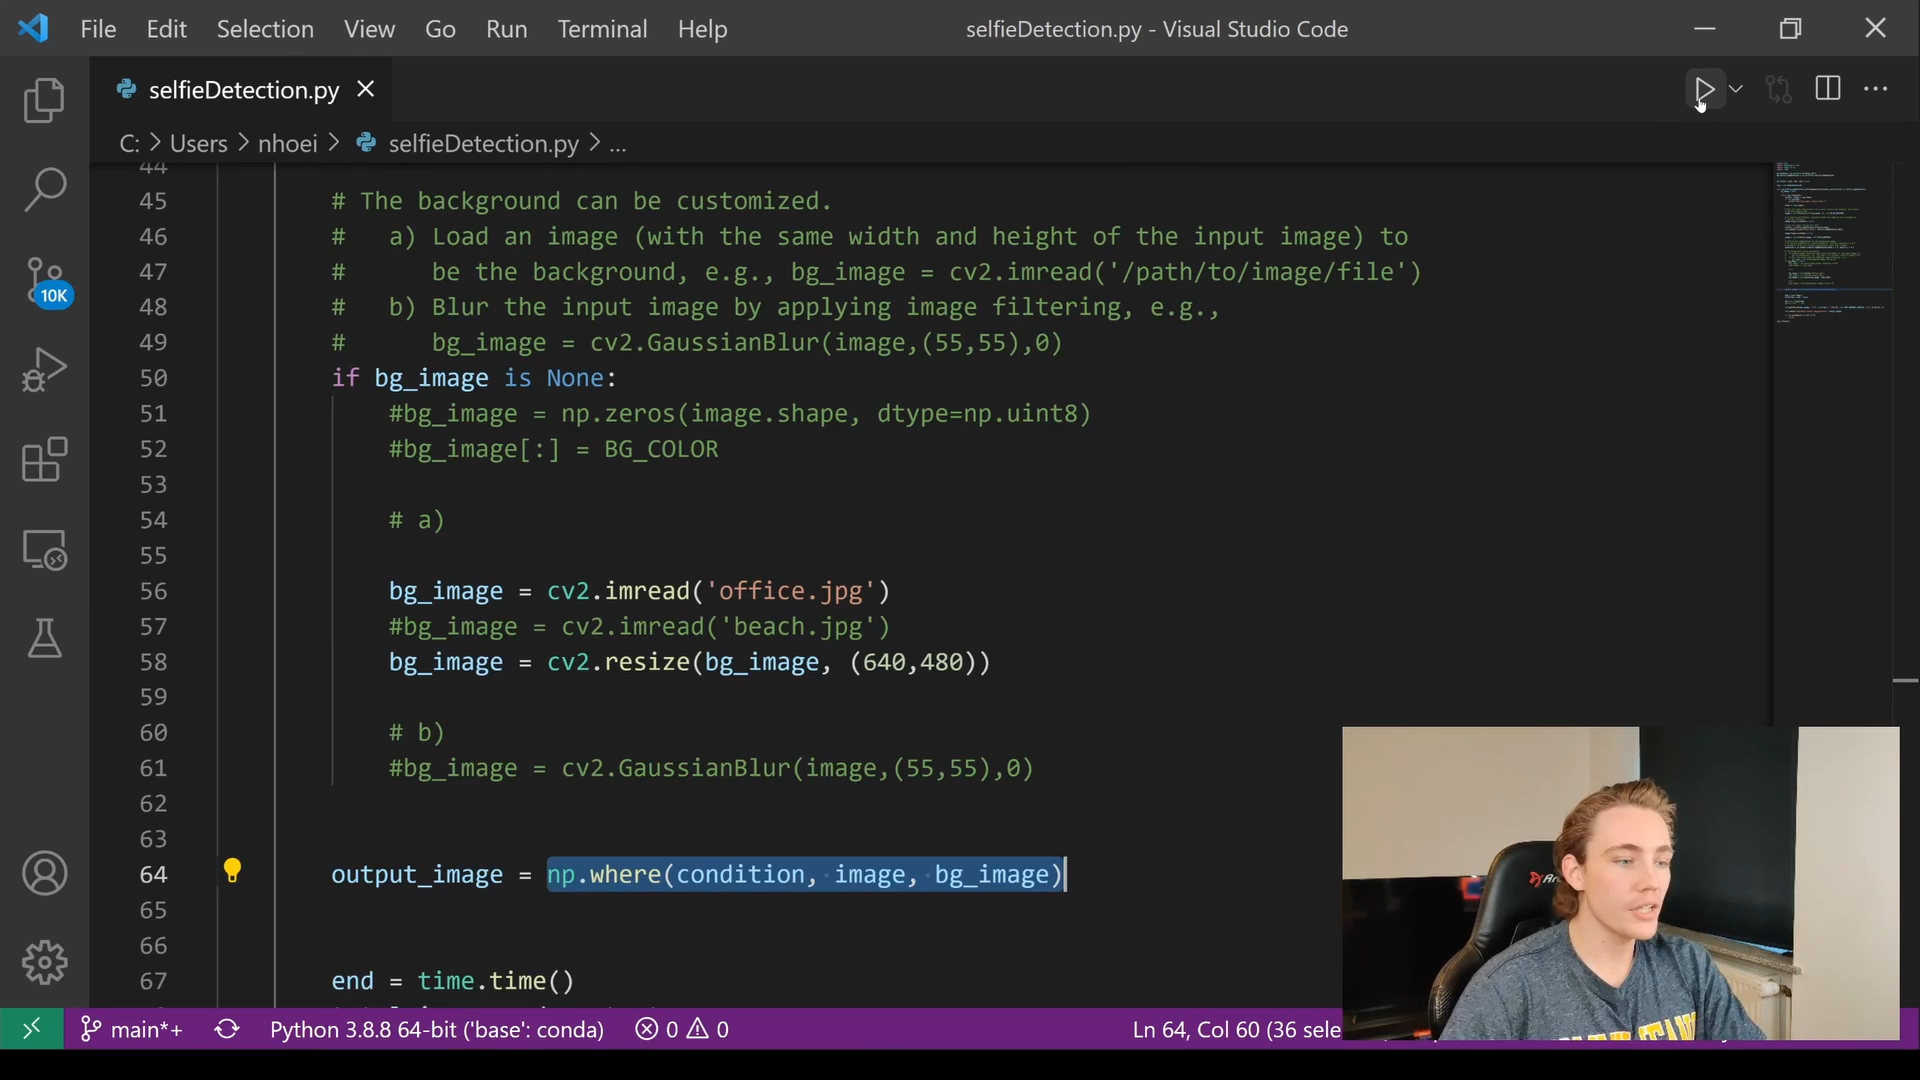 File Edit Selection View Go Run Terminal Help selfieDetection.py - Visual Studio Code
selfieDetection.py
C: > Users > nhoei > selfieDetection.py > ...
44
45 # The background can be customized.
46 #   a) Load an image (with the same width and height of the input image) to
47 #      be the background, e.g., bg_image = cv2.imread('/path/to/image/file')
48 #   b) Blur the input image by applying image filtering, e.g.,
49 #      bg_image = cv2.GaussianBlur(image,(55,55),0)
50 if bg_image is None:
51 #bg_image = np.zeros(image.shape, dtype=np.uint8)
52 #bg_image[:] = BG_COLOR
53
54 # a)
55
56 bg_image = cv2.imread('office.jpg')
57 #bg_image = cv2.imread('beach.jpg')
58 bg_image = cv2.resize(bg_image, (640,480))
59
60 # b)
61 #bg_image = cv2.GaussianBlur(image,(55,55),0)
62
63
64 output_image = np.where(condition, image, bg_image)
65
66
67 end = time.time()
10K
main*+ Python 3.8.8 64-bit ('base': conda) 0 0 Ln 64, Col 60 (36 sele